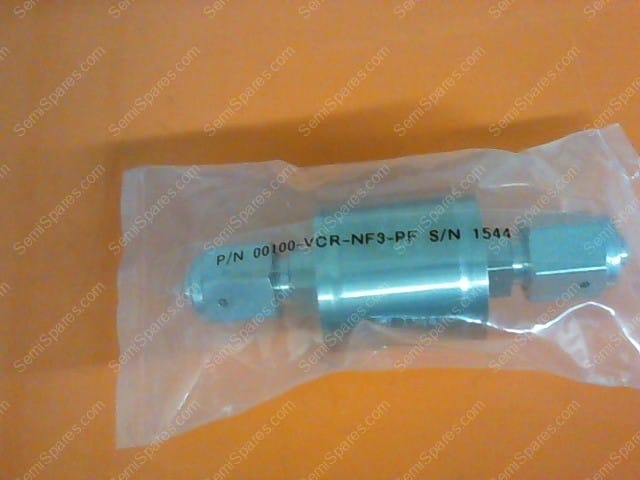 P/N 00100-VCR-NF3-PF S/N 1544
SemiSpares.com